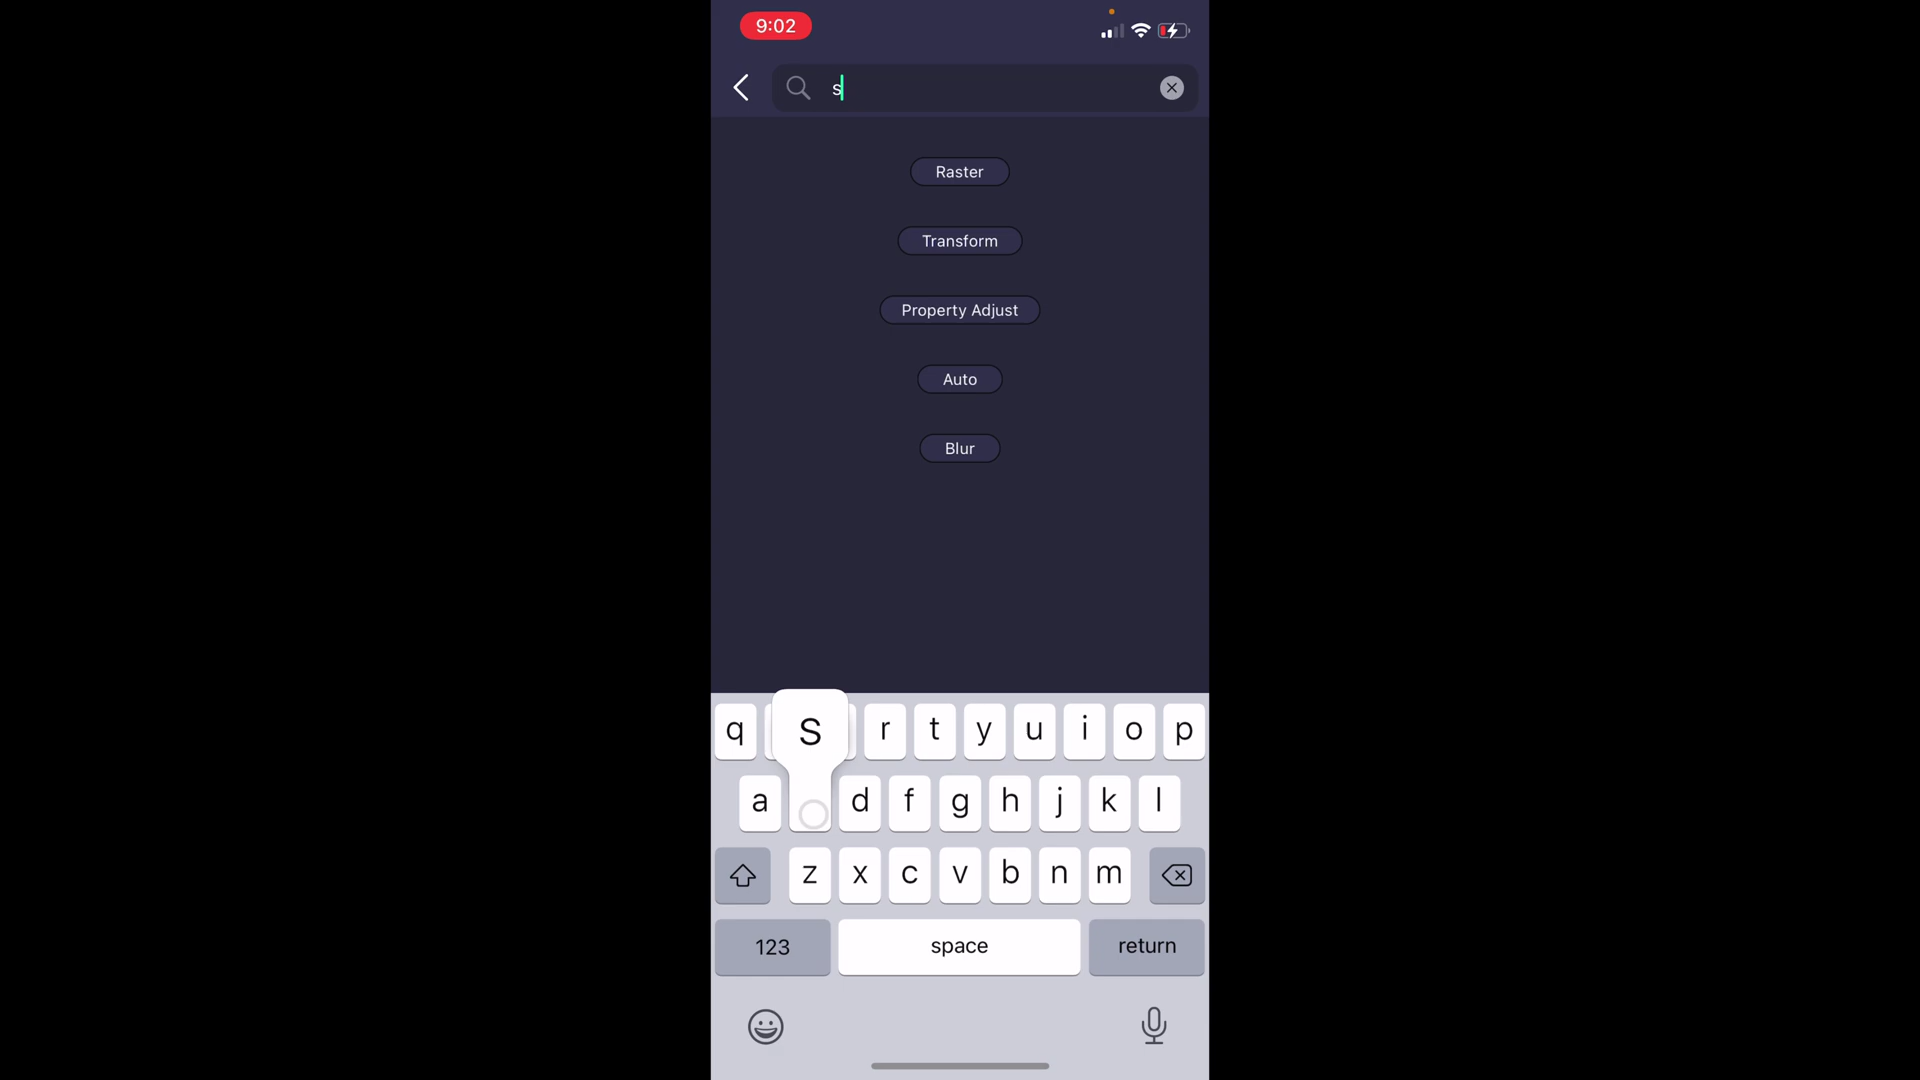 9:02
s
Raster
Transform
Property Adjust
Auto
Blur
q S r t y u i o p
a d f g h j k l
z x c v b n m
123 space return